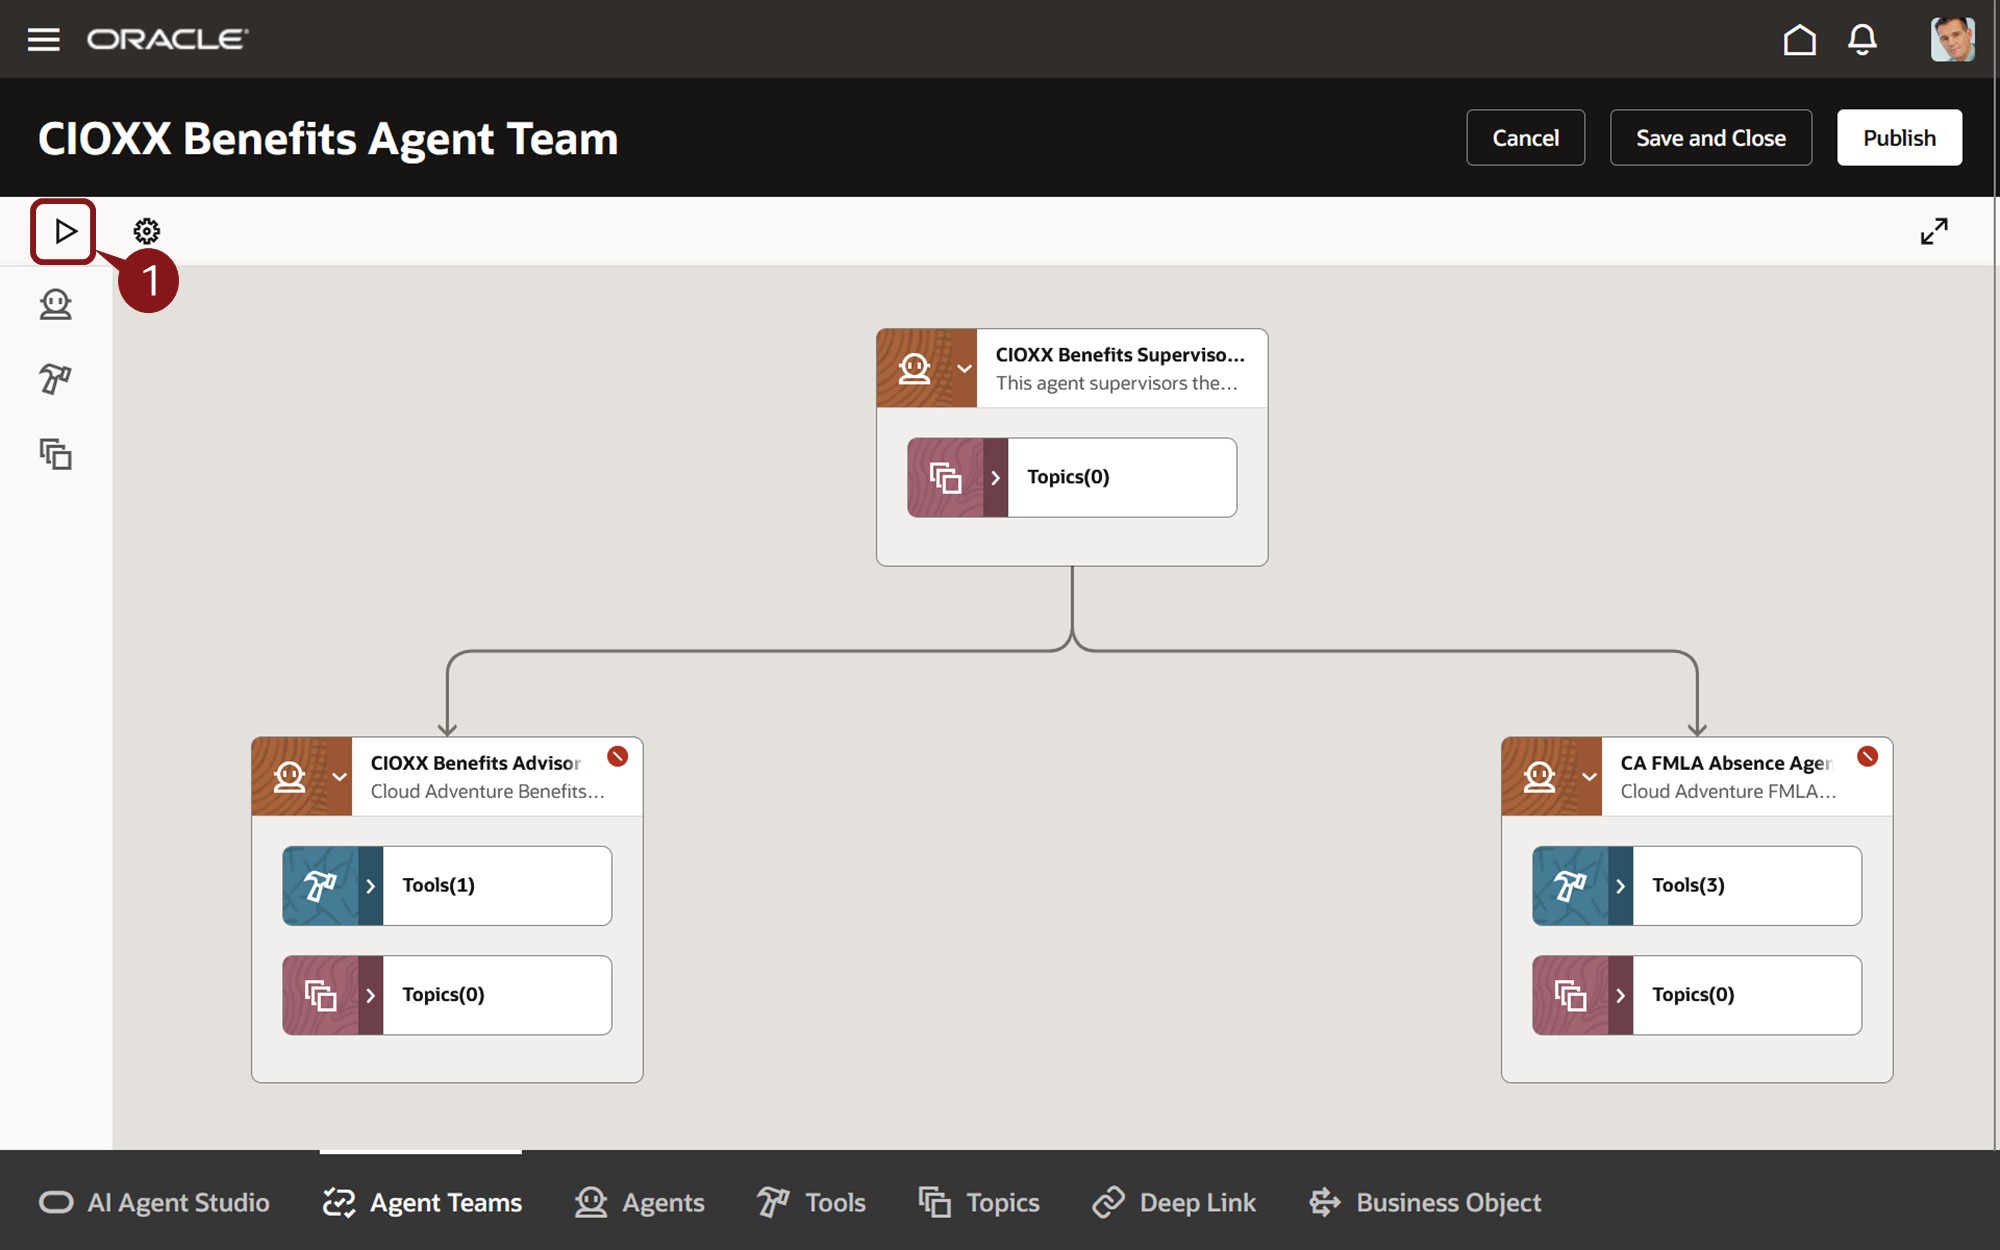 ORACLE
CIOXX Benefits Agent Team
Cancel
Save and Close
Publish
1
CIOXX Benefits Superviso...
This agent supervisors the...
Topics(0)
CIOXX Benefits Advisor
Cloud Adventure Benefits...
Tools(1)
Topics(0)
CA FMLA Absence Agen
Cloud Adventure FMLA...
Tools(3)
Topics(0)
AI Agent Studio
Agent Teams
Agents
Tools
Topics
Deep Link
Business Object